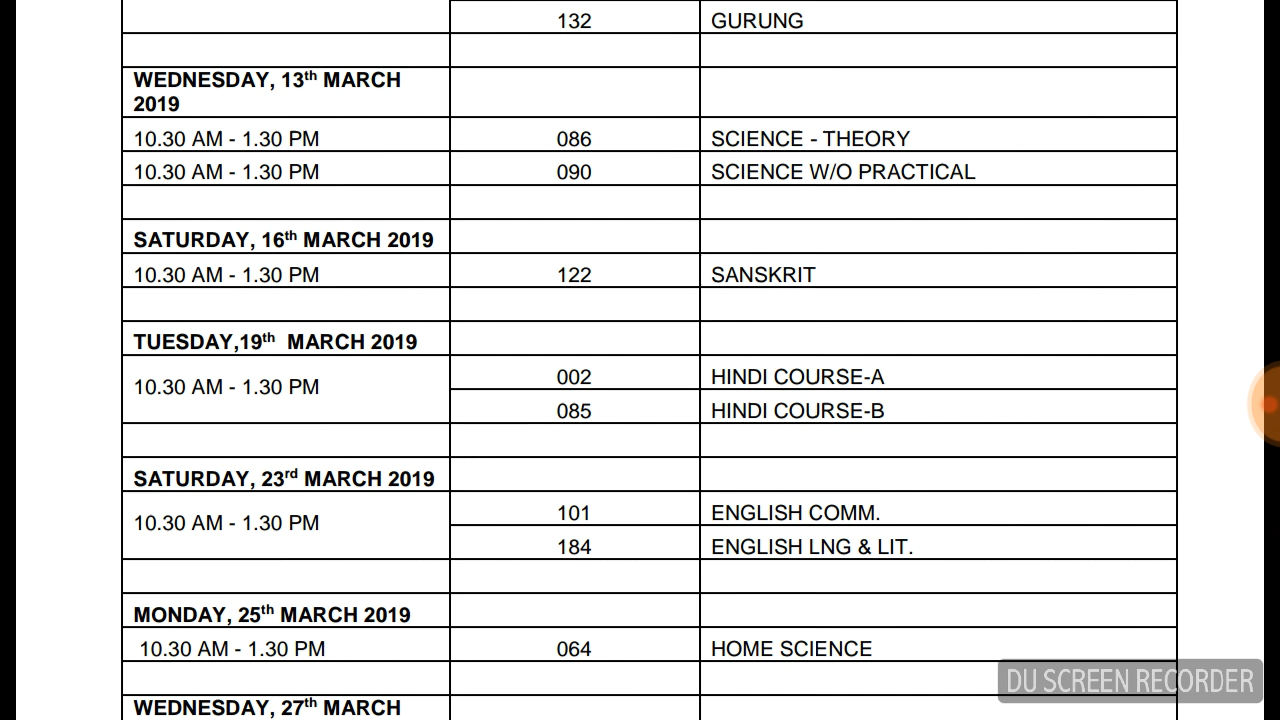 132 GURUNG
WEDNESDAY, 13th MARCH
2019
10.30 AM - 1.30 PM 086 SCIENCE - THEORY
10.30 AM - 1.30 PM 090 SCIENCE W/O PRACTICAL
SATURDAY, 16th MARCH 2019
10.30 AM - 1.30 PM 122 SANSKRIT
TUESDAY,19th MARCH 2019
10.30 AM - 1.30 PM 002 HINDI COURSE-A
085 HINDI COURSE-B
SATURDAY, 23rd MARCH 2019
10.30 AM - 1.30 PM 101 ENGLISH COMM.
184 ENGLISH LNG & LIT.
MONDAY, 25th MARCH 2019
10.30 AM - 1.30 PM 064 HOME SCIENCE
DU SCREEN RECORDER
WEDNESDAY, 27th MARCH